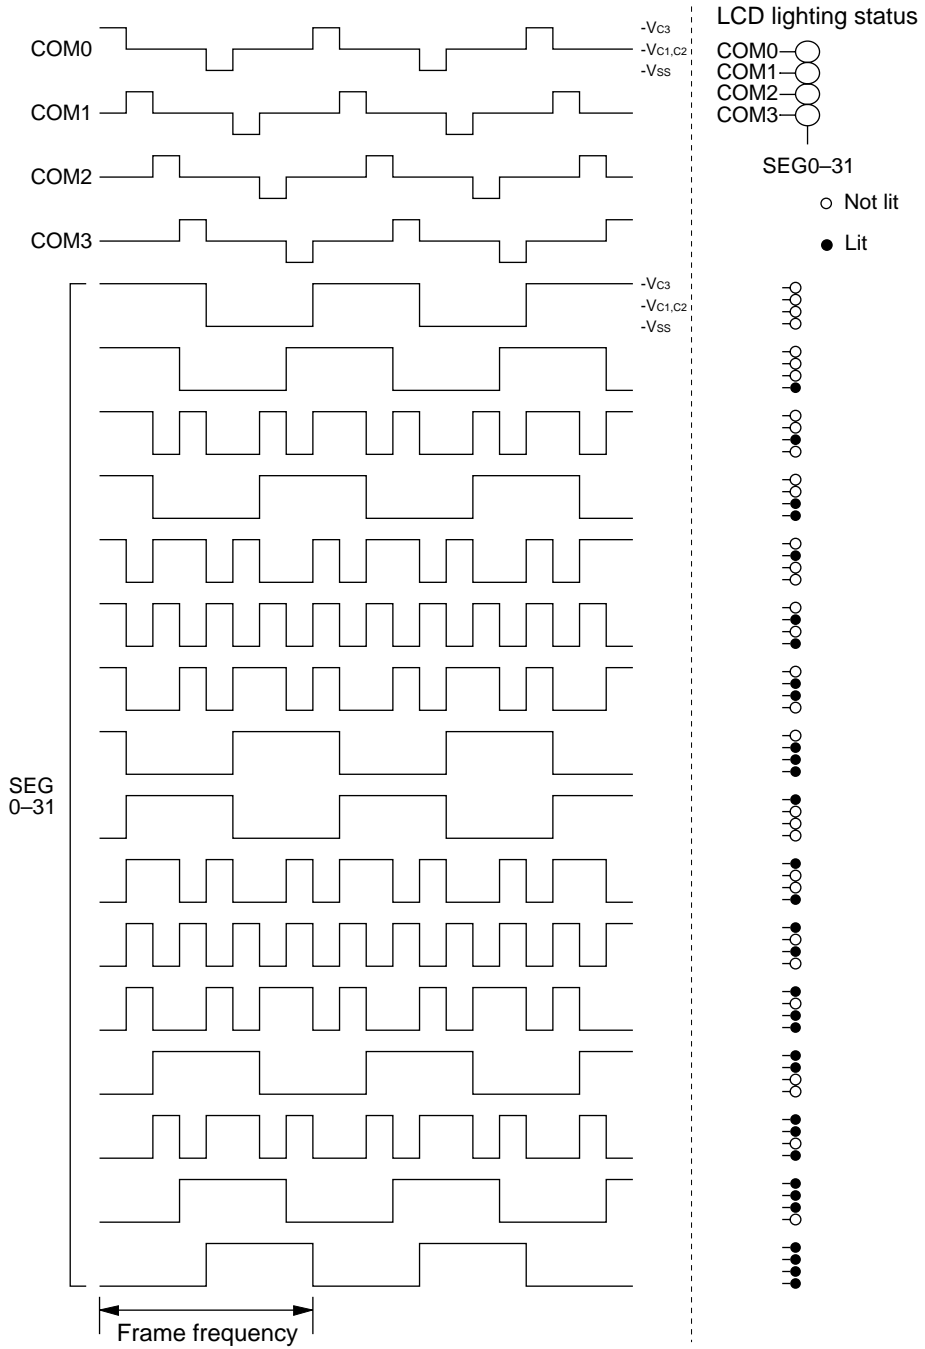 LCD lighting status
COM0
COM1
COM2
COM3
-VC3
-VC1,C2
-VSS
COM0
COM1
COM2
COM3
SEG0–31
Not lit
Lit
-VC3
-VC1,C2
-VSS
SEG
0–31
Frame frequency